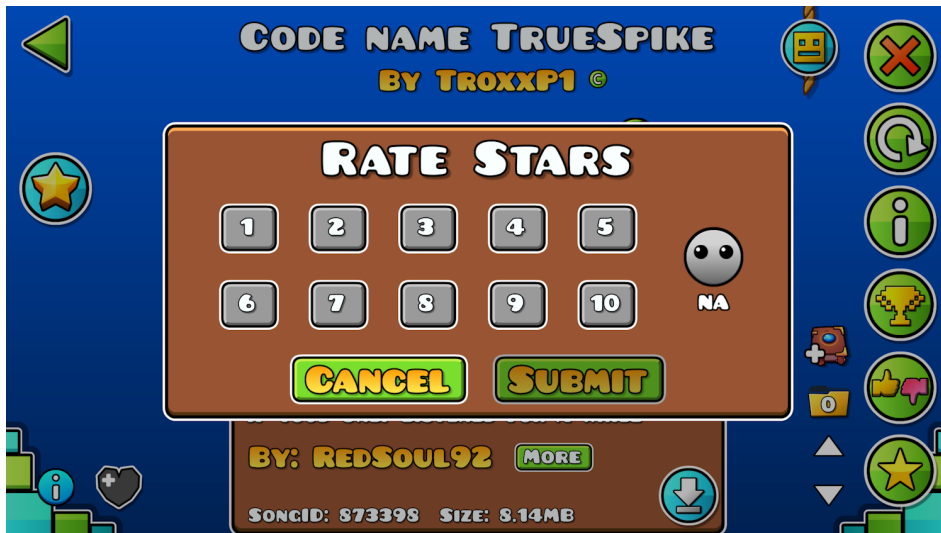 Code name TrueSpike
By TroxxP1 ©
Rate Stars
1 2 3 4 5
6 7 8 9 10
NA
Cancel Submit
0
By: RedSoul92 More
SongID: 873398 Size: 8.14MB